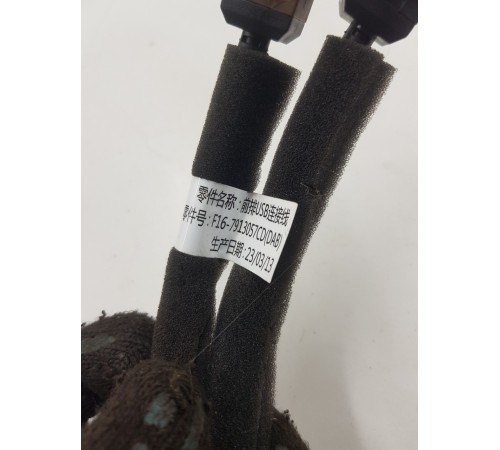 零件名称 : 前排USB连接线
零件号 : F16-7913057CD(DAB)
生产日期 : 23/03/13